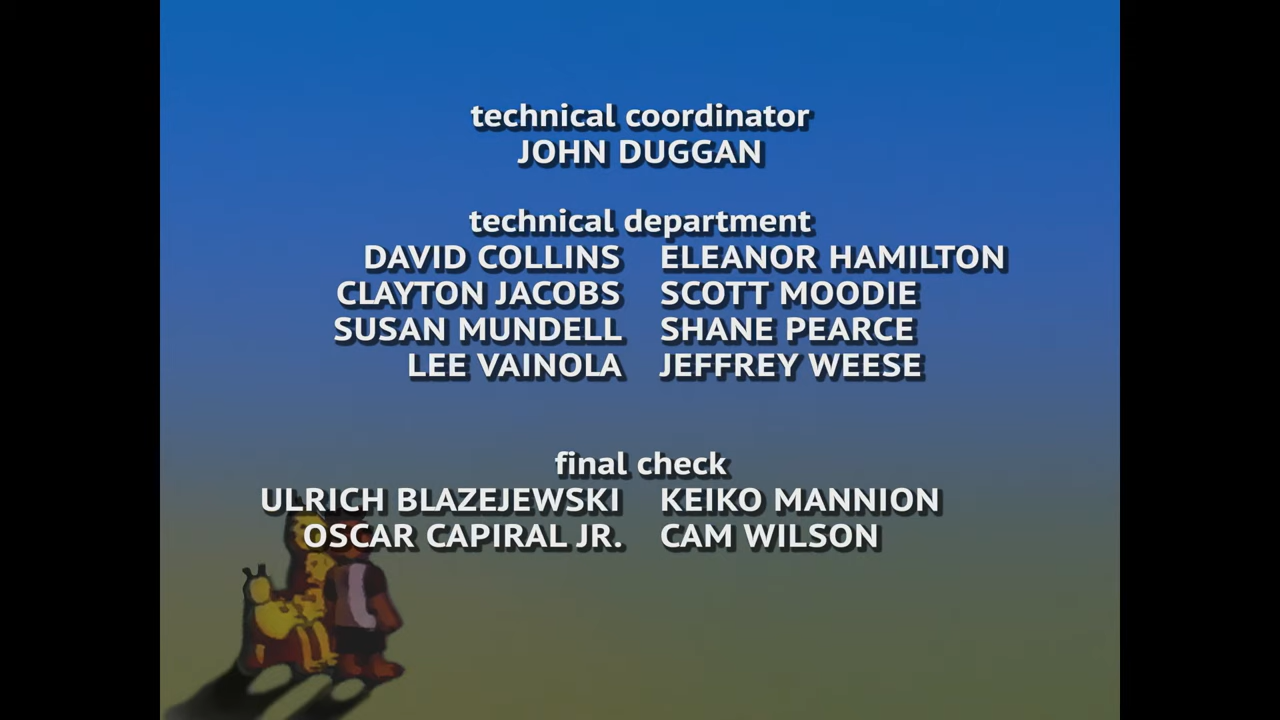 technical coordinator
JOHN DUGGAN
technical department
DAVID COLLINS ELEANOR HAMILTON
CLAYTON JACOBS SCOTT MOODIE
SUSAN MUNDELL SHANE PEARCE
LEE VAINOLA JEFFREY WEESE
final check
ULRICH BLAZEJEWSKI KEIKO MANNION
OSCAR CAPIRAL JR. CAM WILSON